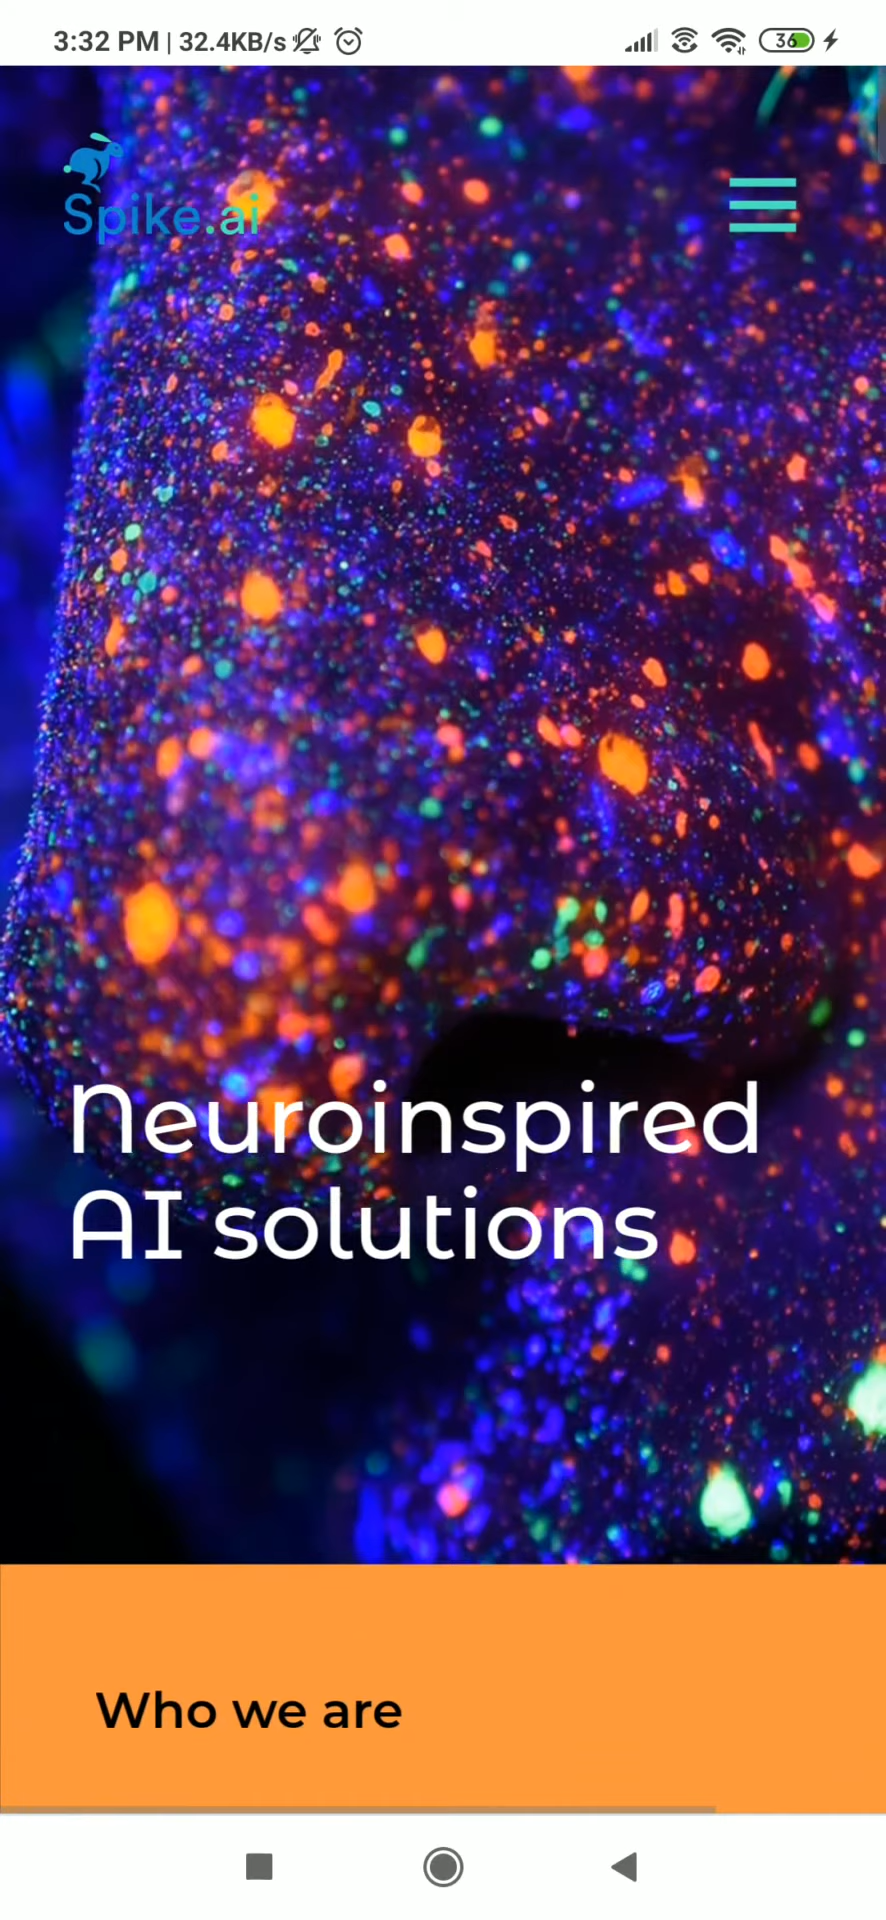 3:32 PM | 32.4KB/s
36
Spike.ai
Neuroinspired
AI solutions
Who we are